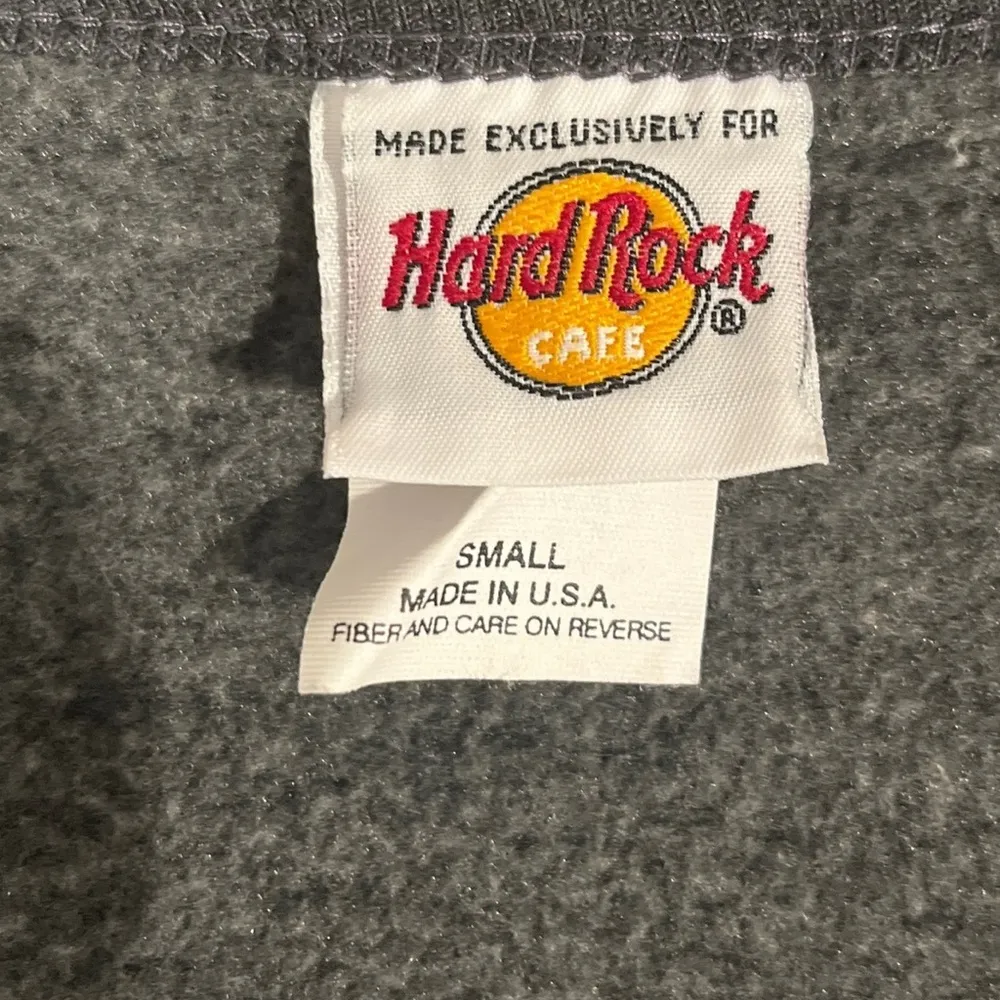 MADE EXCLUSIVELY FOR
Hard Rock
CAFE ®
SMALL
MADE IN U.S.A.
FIBER AND CARE ON REVERSE